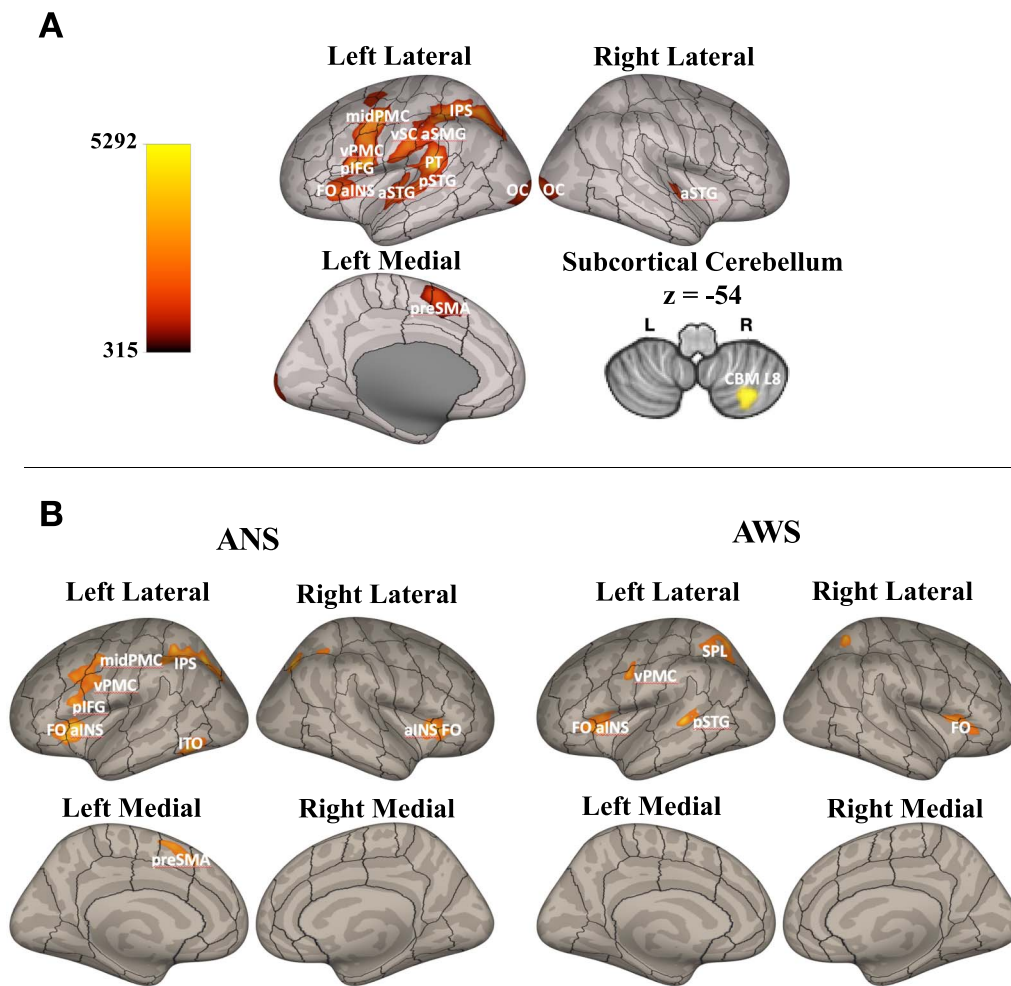 A
Left Lateral
Right Lateral
5292
315
midPMC
IPS
vSC aSMG
vPMC
pIFG
PT
pSTG
FO aINS
aSTG
OC
OC
aSTG
Left Medial
preSMA
Subcortical Cerebellum
z = -54
L
R
CBM L8
B
ANS
AWS
Left Lateral
Right Lateral
Left Lateral
Right Lateral
midPMC
IPS
vPMC
pIFG
FO aINS
ITO
aINS FO
SPL
vPMC
FO aINS
pSTG
FO
Left Medial
Right Medial
Left Medial
Right Medial
preSMA